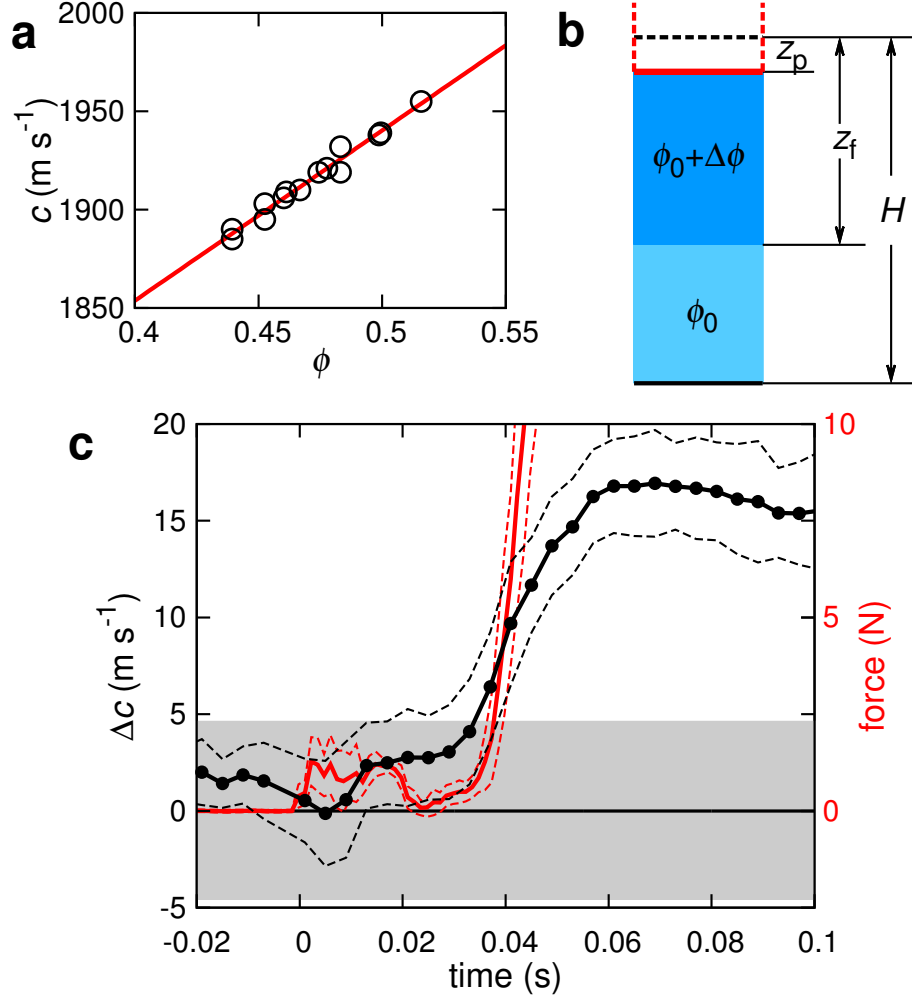 a
2000
1950
1900
1850
c (m s⁻¹)
0.4
0.45
0.5
0.55
ϕ
b
z_p
ϕ₀+Δϕ
z_f
H
ϕ₀
c
20
15
10
5
0
-5
Δc (m s⁻¹)
10
5
0
force (N)
-0.02
0
0.02
0.04
0.06
0.08
0.1
time (s)